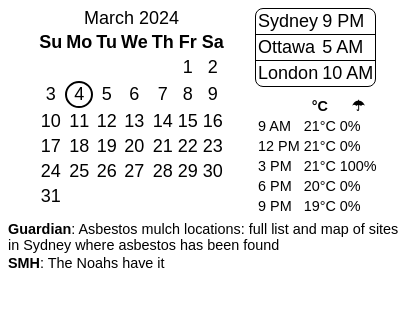 March 2024
Su Mo Tu We Th Fr Sa
1 2
3 4 5 6 7 8 9
10 11 12 13 14 15 16
17 18 19 20 21 22 23
24 25 26 27 28 29 30
31
Sydney 9 PM
Ottawa 5 AM
London 10 AM
°C ☂
9 AM 21°C 0%
12 PM 21°C 0%
3 PM 21°C 100%
6 PM 20°C 0%
9 PM 19°C 0%
Guardian: Asbestos mulch locations: full list and map of sites
in Sydney where asbestos has been found
SMH: The Noahs have it